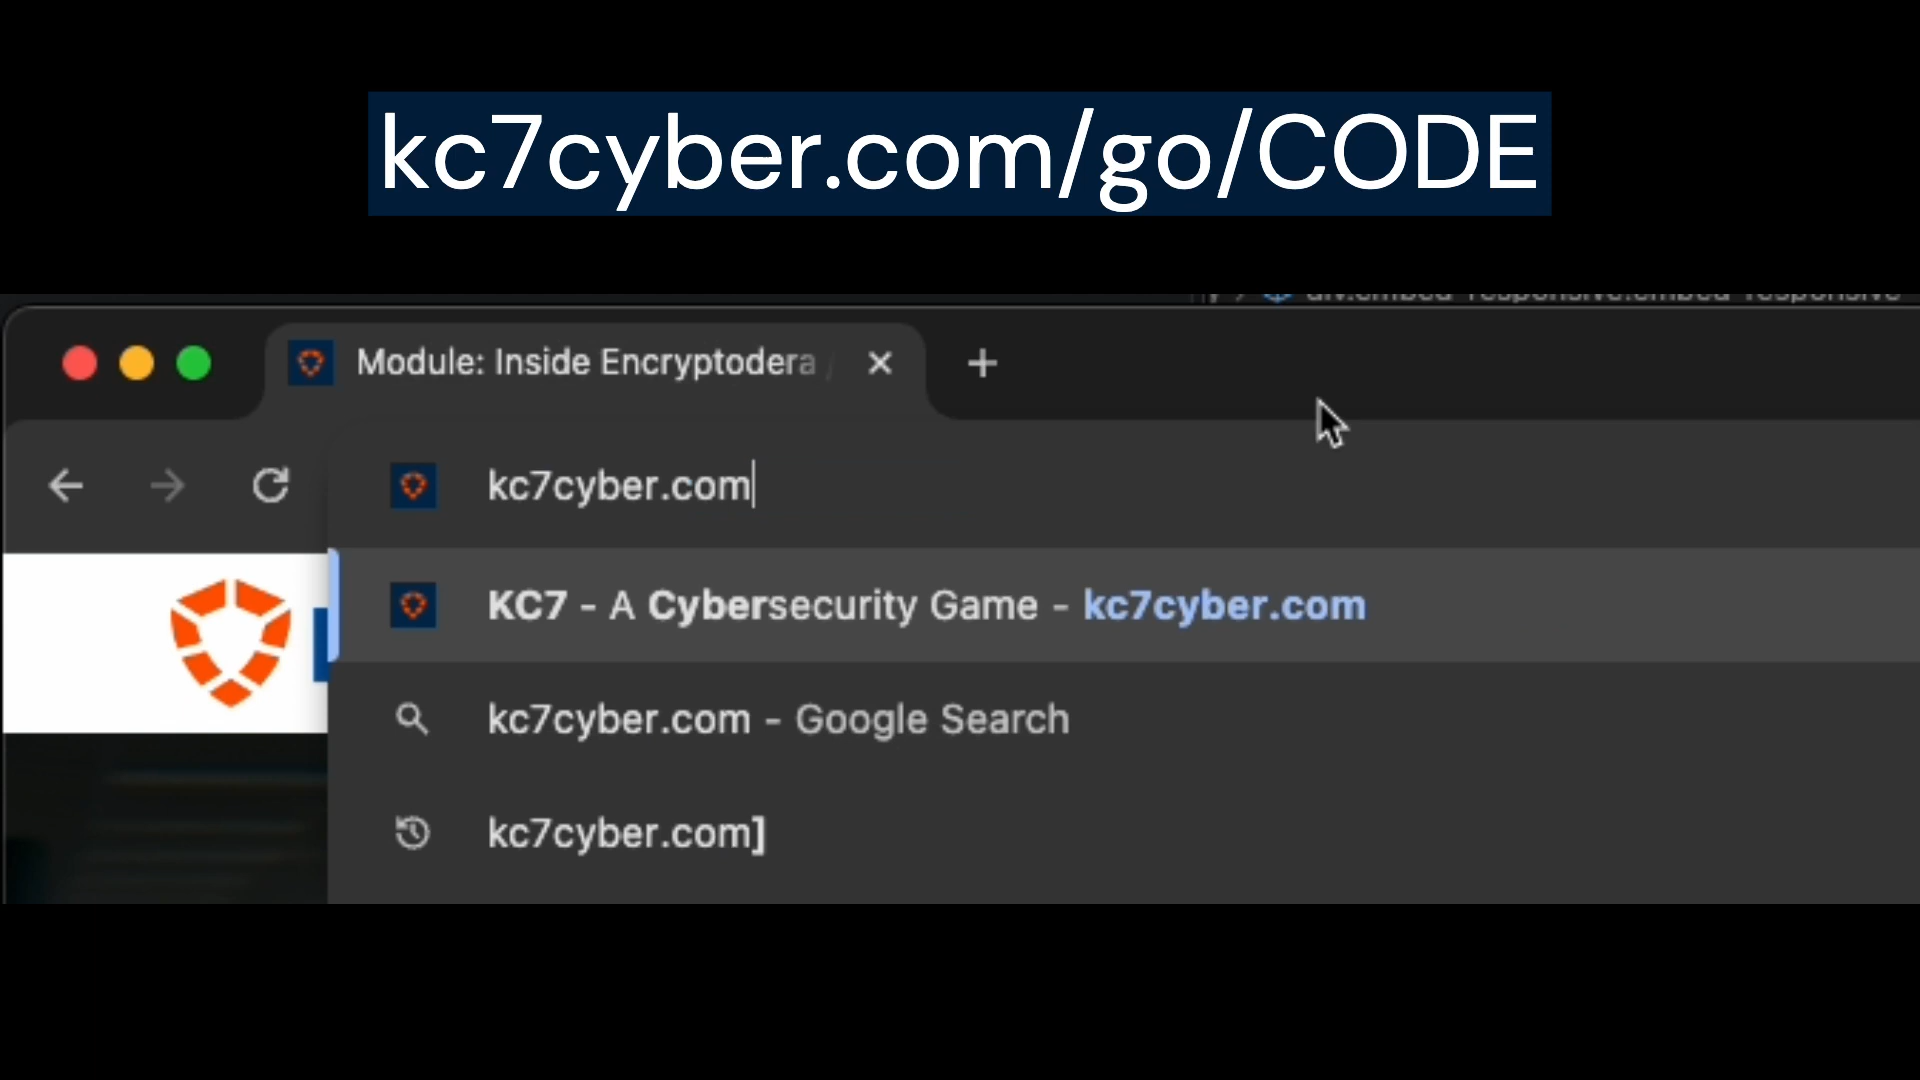 kc7cyber.com/go/CODE
Module: Inside Encryptodera
kc7cyber.com
KC7 - A Cybersecurity Game - kc7cyber.com
kc7cyber.com - Google Search
kc7cyber.com]